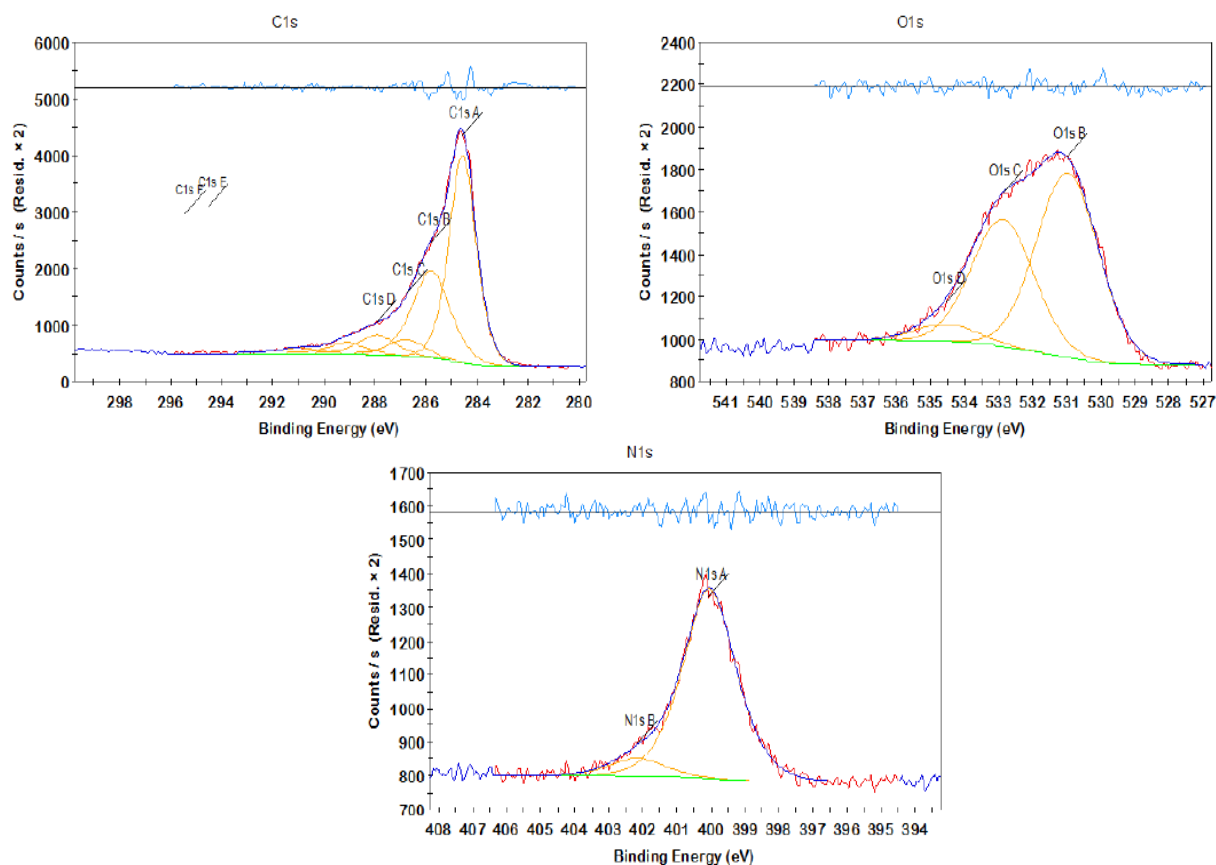 C1s
6000
5000
4000
3000
2000
1000
0
Counts / s (Resid. × 2)
C1s A
C1s B
C1s C
C1s D
C1s F
C1s E
298 296 294 292 290 288 286 284 282 280
Binding Energy (eV)
O1s
2400
2200
2000
1800
1600
1400
1200
1000
800
Counts / s (Resid. × 2)
O1s B
O1s C
O1s D
541 540 539 538 537 536 535 534 533 532 531 530 529 528 527
Binding Energy (eV)
N1s
1700
1600
1500
1400
1300
1200
1100
1000
900
800
700
Counts / s (Resid. × 2)
N1s A
N1s B
408 407 406 405 404 403 402 401 400 399 398 397 396 395 394
Binding Energy (eV)